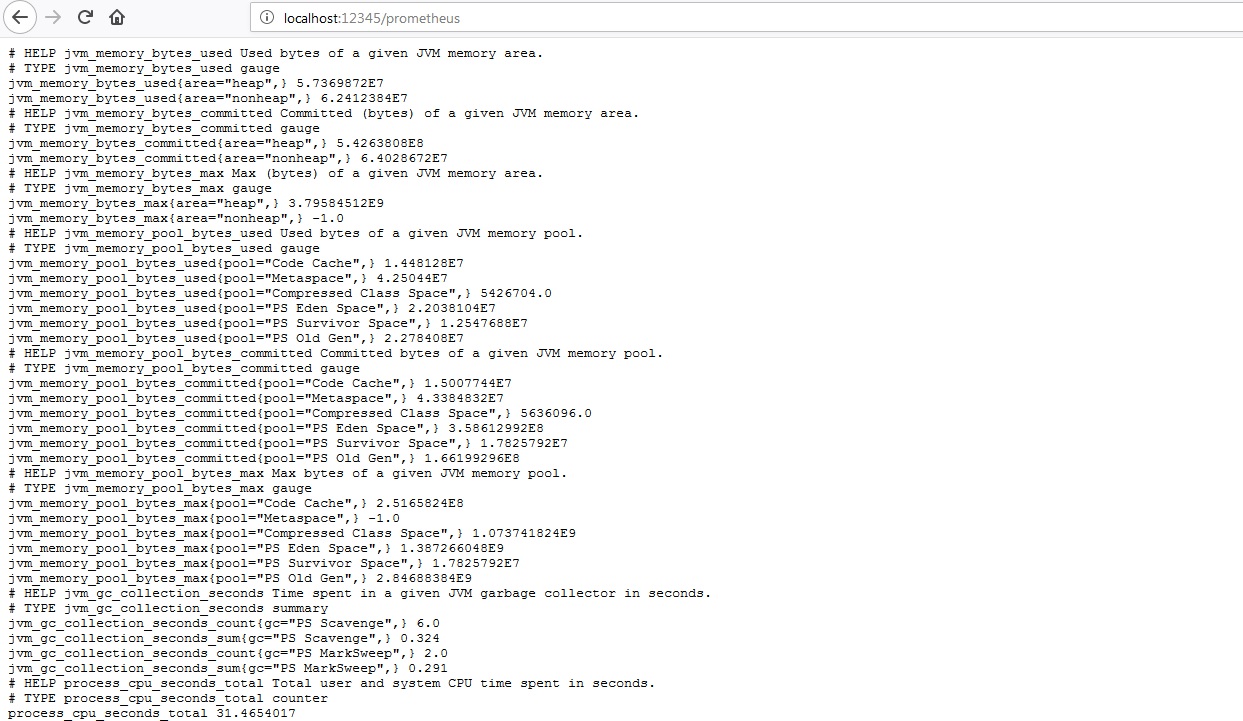 localhost:12345/prometheus
# HELP jvm_memory_bytes_used Used bytes of a given JVM memory area.
# TYPE jvm_memory_bytes_used gauge
jvm_memory_bytes_used{area="heap",} 5.7369872E7
jvm_memory_bytes_used{area="nonheap",} 6.2412384E7
# HELP jvm_memory_bytes_committed Committed (bytes) of a given JVM memory area.
# TYPE jvm_memory_bytes_committed gauge
jvm_memory_bytes_committed{area="heap",} 5.4263808E8
jvm_memory_bytes_committed{area="nonheap",} 6.4028672E7
# HELP jvm_memory_bytes_max Max (bytes) of a given JVM memory area.
# TYPE jvm_memory_bytes_max gauge
jvm_memory_bytes_max{area="heap",} 3.79584512E9
jvm_memory_bytes_max{area="nonheap",} -1.0
# HELP jvm_memory_pool_bytes_used Used bytes of a given JVM memory pool.
# TYPE jvm_memory_pool_bytes_used gauge
jvm_memory_pool_bytes_used{pool="Code Cache",} 1.448128E7
jvm_memory_pool_bytes_used{pool="Metaspace",} 4.25044E7
jvm_memory_pool_bytes_used{pool="Compressed Class Space",} 5426704.0
jvm_memory_pool_bytes_used{pool="PS Eden Space",} 2.2038104E7
jvm_memory_pool_bytes_used{pool="PS Survivor Space",} 1.2547688E7
jvm_memory_pool_bytes_used{pool="PS Old Gen",} 2.278408E7
# HELP jvm_memory_pool_bytes_committed Committed bytes of a given JVM memory pool.
# TYPE jvm_memory_pool_bytes_committed gauge
jvm_memory_pool_bytes_committed{pool="Code Cache",} 1.5007744E7
jvm_memory_pool_bytes_committed{pool="Metaspace",} 4.3384832E7
jvm_memory_pool_bytes_committed{pool="Compressed Class Space",} 5636096.0
jvm_memory_pool_bytes_committed{pool="PS Eden Space",} 3.58612992E8
jvm_memory_pool_bytes_committed{pool="PS Survivor Space",} 1.7825792E7
jvm_memory_pool_bytes_committed{pool="PS Old Gen",} 1.66199296E8
# HELP jvm_memory_pool_bytes_max Max bytes of a given JVM memory pool.
# TYPE jvm_memory_pool_bytes_max gauge
jvm_memory_pool_bytes_max{pool="Code Cache",} 2.5165824E8
jvm_memory_pool_bytes_max{pool="Metaspace",} -1.0
jvm_memory_pool_bytes_max{pool="Compressed Class Space",} 1.073741824E9
jvm_memory_pool_bytes_max{pool="PS Eden Space",} 1.387266048E9
jvm_memory_pool_bytes_max{pool="PS Survivor Space",} 1.7825792E7
jvm_memory_pool_bytes_max{pool="PS Old Gen",} 2.84688384E9
# HELP jvm_gc_collection_seconds Time spent in a given JVM garbage collector in seconds.
# TYPE jvm_gc_collection_seconds summary
jvm_gc_collection_seconds_count{gc="PS Scavenge",} 6.0
jvm_gc_collection_seconds_sum{gc="PS Scavenge",} 0.324
jvm_gc_collection_seconds_count{gc="PS MarkSweep",} 2.0
jvm_gc_collection_seconds_sum{gc="PS MarkSweep",} 0.291
# HELP process_cpu_seconds_total Total user and system CPU time spent in seconds.
# TYPE process_cpu_seconds_total counter
process_cpu_seconds_total 31.4654017